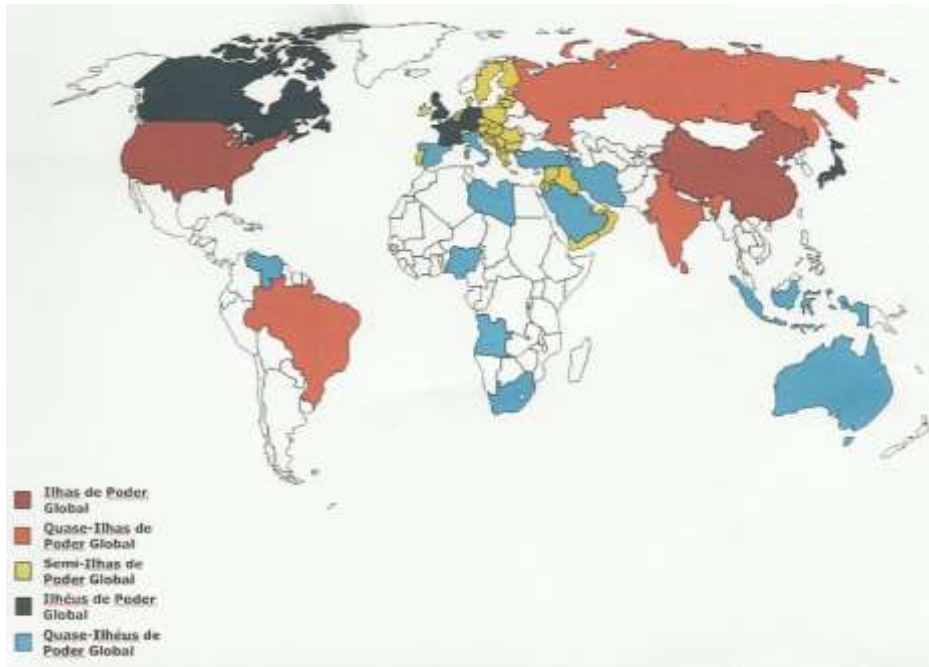 Ilhas de Poder
Global
Quase-Ilhas de
Poder Global
Semi-Ilhas de
Poder Global
Ilhéus de Poder
Global
Quase-Ilhéus de
Poder Global